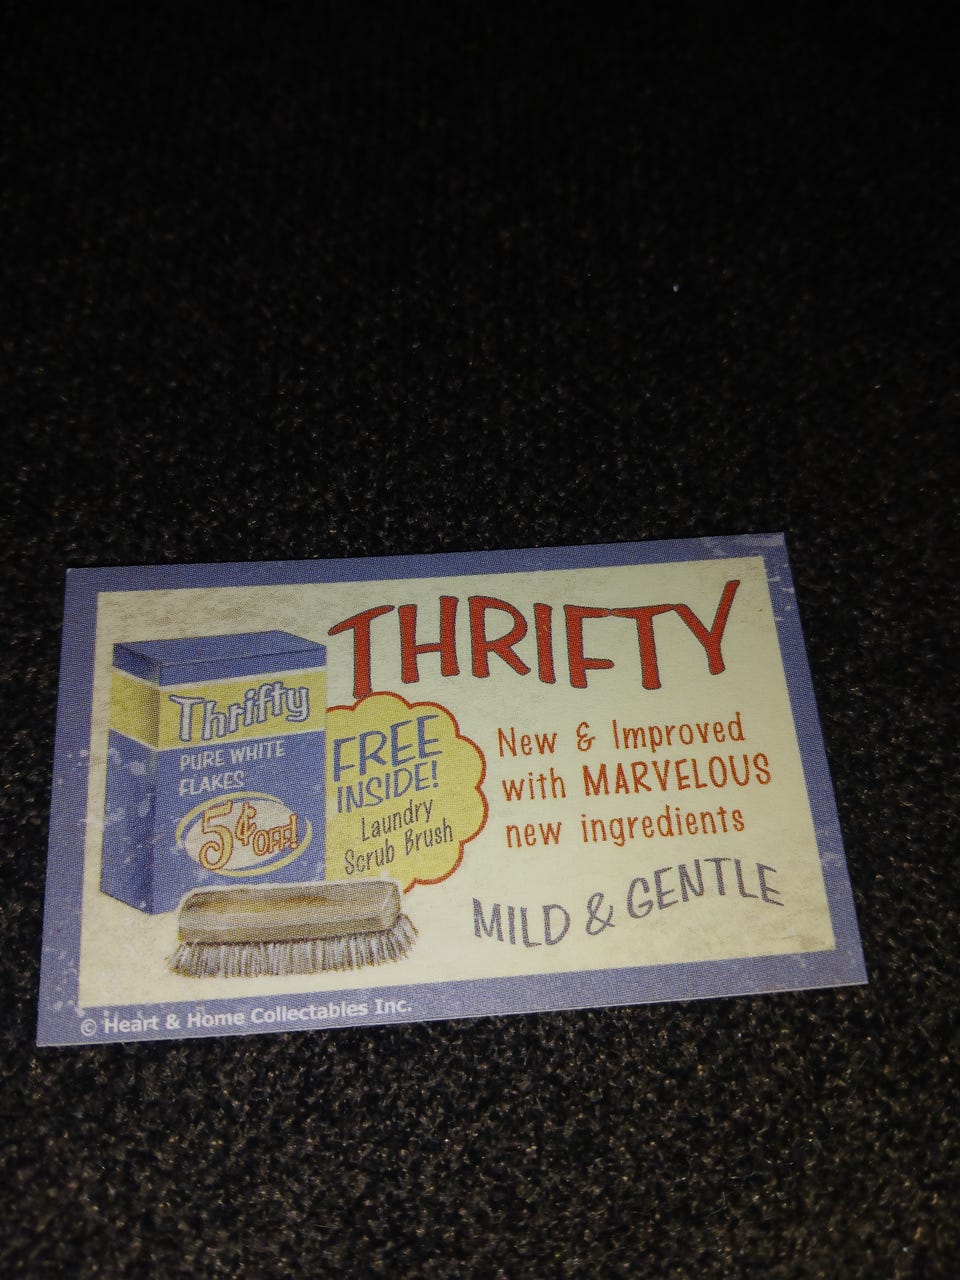 THRIFTY
Thrifty
PURE WHITE
FLAKES
5¢ OFF!
FREE
INSIDE!
Laundry
Scrub Brush
New & Improved
with MARVELOUS
new ingredients
MILD & GENTLE
© Heart & Home Collectables Inc.